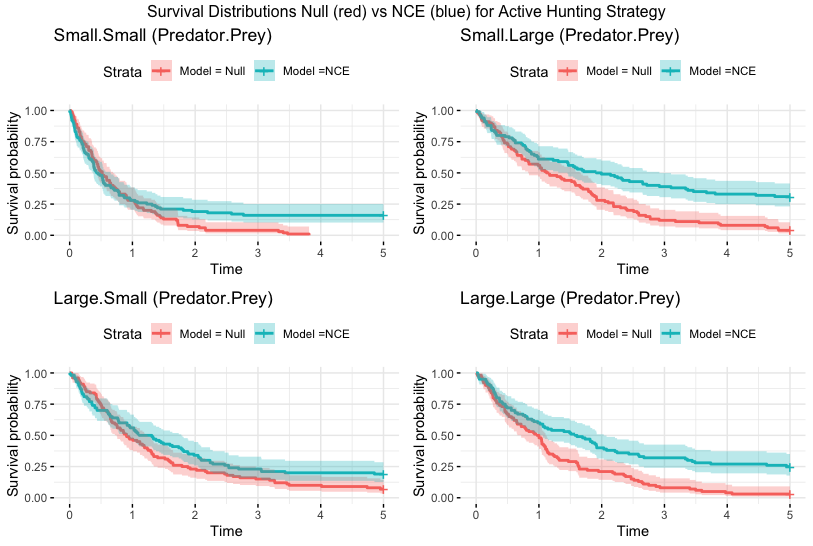 Survival Distributions Null (red) vs NCE (blue) for Active Hunting Strategy
Small.Small (Predator.Prey)
Strata Model = Null Model =NCE
Survival probability
1.00
0.75
0.50
0.25
0.00
0 1 2 3 4 5
Time
Small.Large (Predator.Prey)
Strata Model = Null Model =NCE
Survival probability
1.00
0.75
0.50
0.25
0.00
0 1 2 3 4 5
Time
Large.Small (Predator.Prey)
Strata Model = Null Model =NCE
Survival probability
1.00
0.75
0.50
0.25
0.00
0 1 2 3 4 5
Time
Large.Large (Predator.Prey)
Strata Model = Null Model =NCE
Survival probability
1.00
0.75
0.50
0.25
0.00
0 1 2 3 4 5
Time